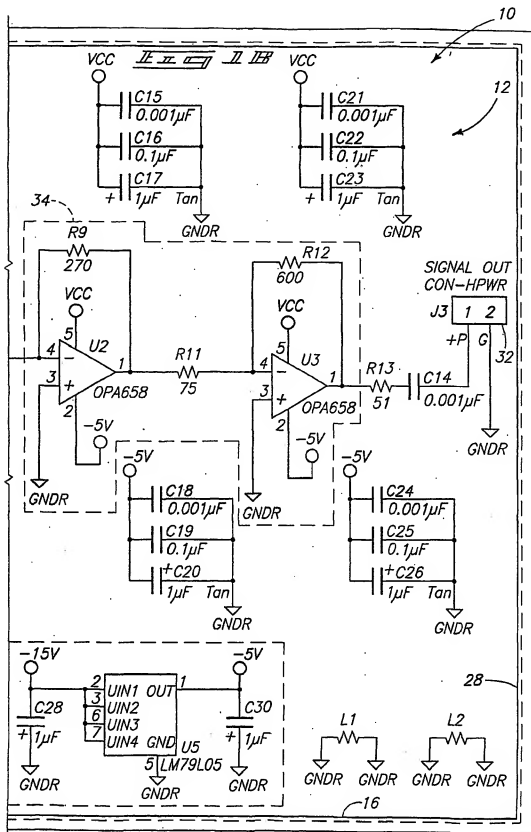 10
Fig 1B
12
VCC
VCC
C15
0.001µF
C16
0.1µF
C17
+ 1µF Tan
GNDR
C21
0.001µF
C22
0.1µF
C23
+ 1µF Tan
GNDR
34
R9
270
R12
600
SIGNAL OUT
CON-HPWR
J3 1 2
+P G
32
VCC
5
U2
4 −
3 +
1
2
OPA658
−5V
GNDR
R11
75
VCC
5
U3
4 −
3 +
1
2
OPA658
−5V
GNDR
R13
51
C14
0.001µF
GNDR
−5V
C18
0.001µF
C19
0.1µF
+ C20
1µF Tan
GNDR
−5V
C24
0.001µF
C25
0.1µF
+ C26
1µF Tan
GNDR
−15V
−5V
C28
+ 1µF
GNDR
2 UIN1 OUT 1
3 UIN2
6 UIN3
7 UIN4
GND
U5
5 LM79L05
GNDR
C30
+ 1µF
GNDR
28
L1
GNDR GNDR
L2
GNDR GNDR
16